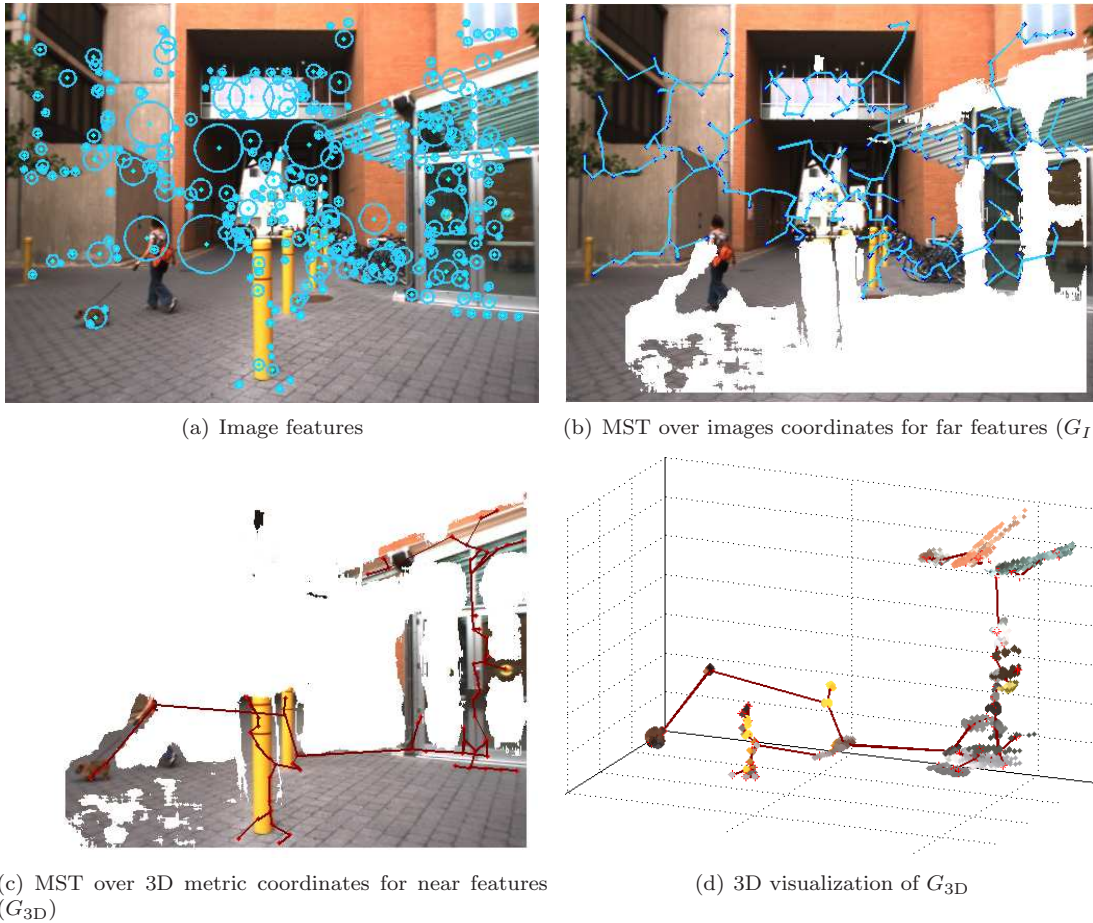 (a) Image features
(b) MST over images coordinates for far features (G_I
(c) MST over 3D metric coordinates for near features
(G_3D)
(d) 3D visualization of G_3D